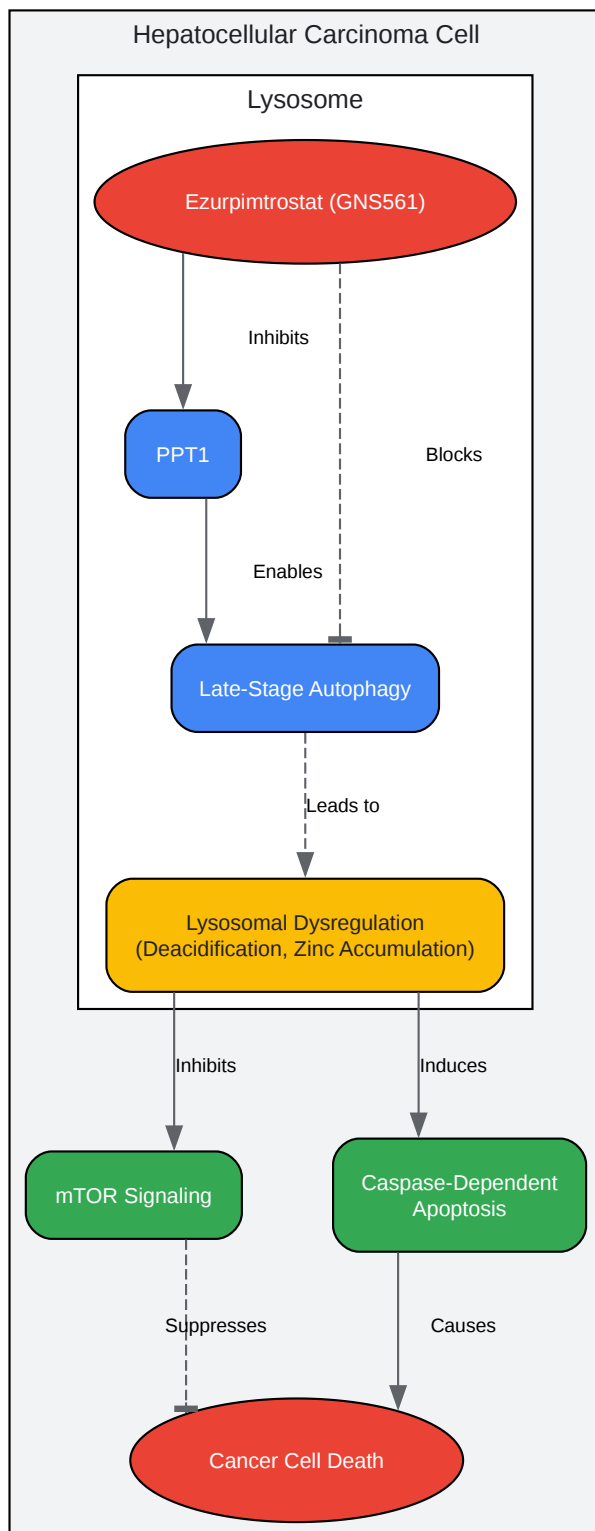 Hepatocellular Carcinoma Cell
Lysosome
Ezurpimtrostat (GNS561)
Inhibits
PPT1
Blocks
Enables
Late-Stage Autophagy
Leads to
Lysosomal Dysregulation
(Deacidification, Zinc Accumulation)
Inhibits
Induces
mTOR Signaling
Caspase-Dependent
Apoptosis
Suppresses
Causes
Cancer Cell Death